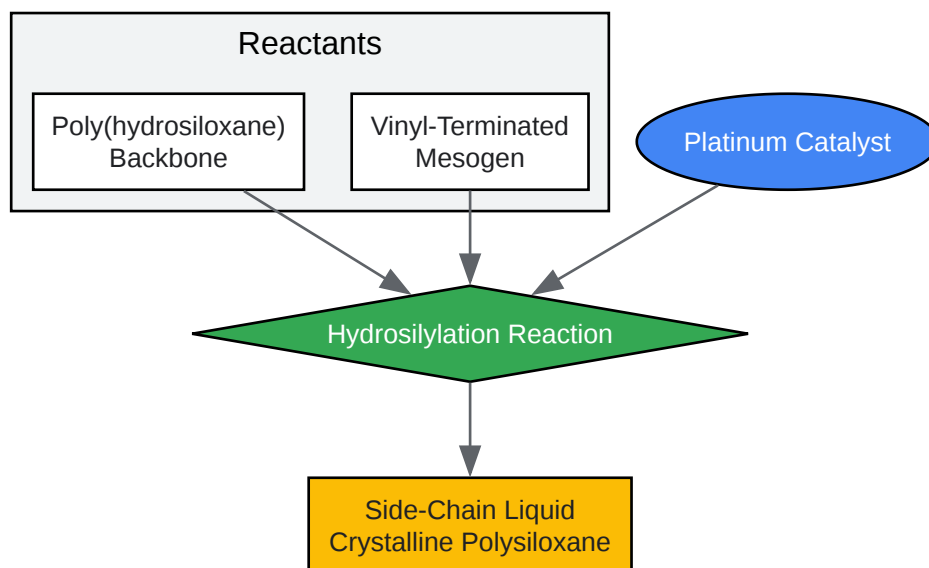 Reactants
Poly(hydrosiloxane)
Backbone
Vinyl-Terminated
Mesogen
Platinum Catalyst
Hydrosilylation Reaction
Side-Chain Liquid
Crystalline Polysiloxane